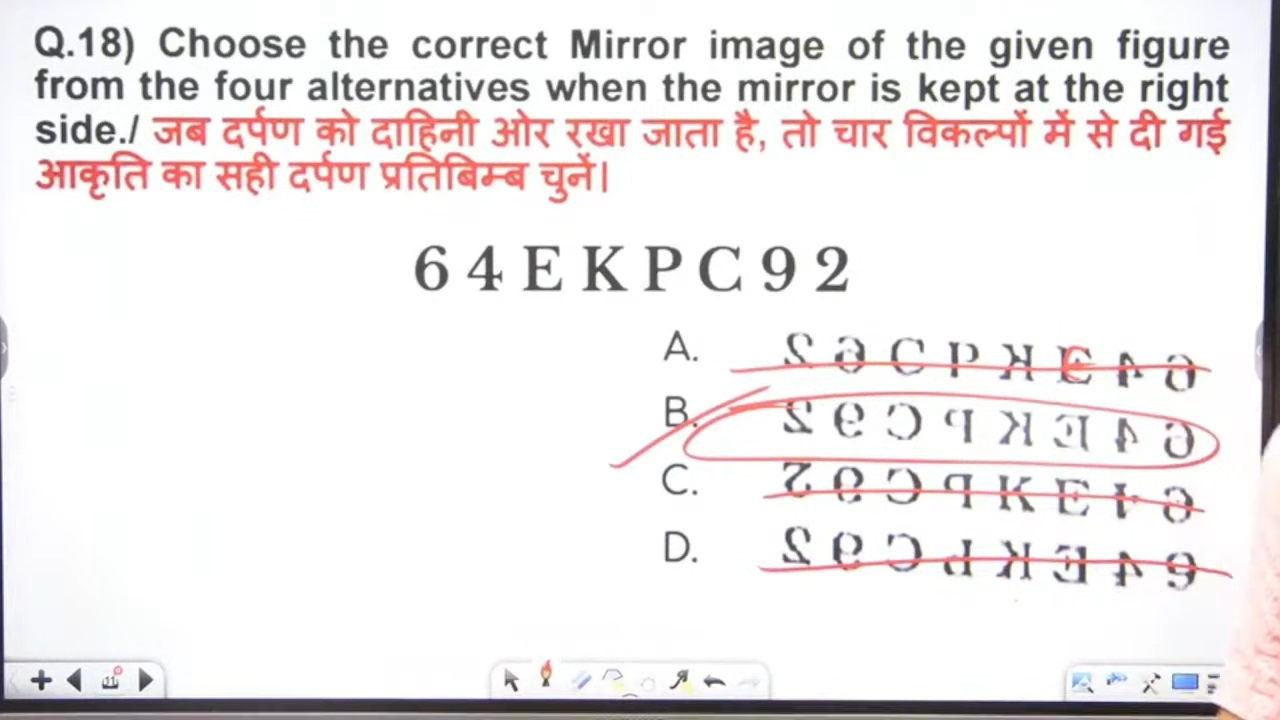 Q.18) Choose the correct Mirror image of the given figure
from the four alternatives when the mirror is kept at the right
side./ जब दर्पण को दाहिनी ओर रखा जाता है, तो चार विकल्पों में से दी गई
आकृति का सही दर्पण प्रतिबिम्ब चुनें।
6 4 E K P C 9 2
A.
B.
C.
D.